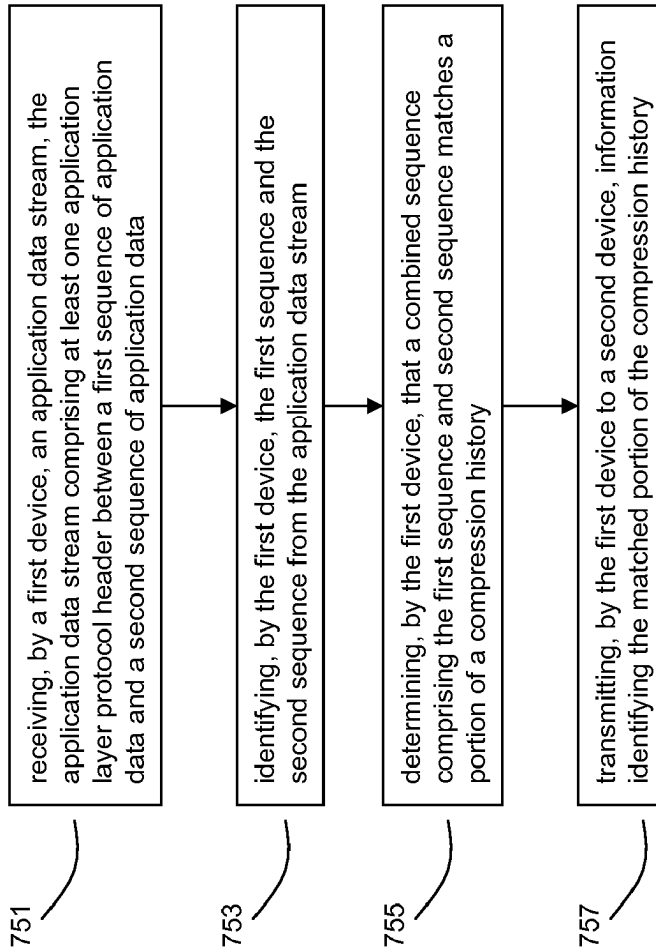 751
receiving, by a first device, an application data stream, the
application data stream comprising at least one application
layer protocol header between a first sequence of application
data and a second sequence of application data
753
identifying, by the first device, the first sequence and the
second sequence from the application data stream
755
determining, by the first device, that a combined sequence
comprising the first sequence and second sequence matches a
portion of a compression history
757
transmitting, by the first device to a second device, information
identifying the matched portion of the compression history